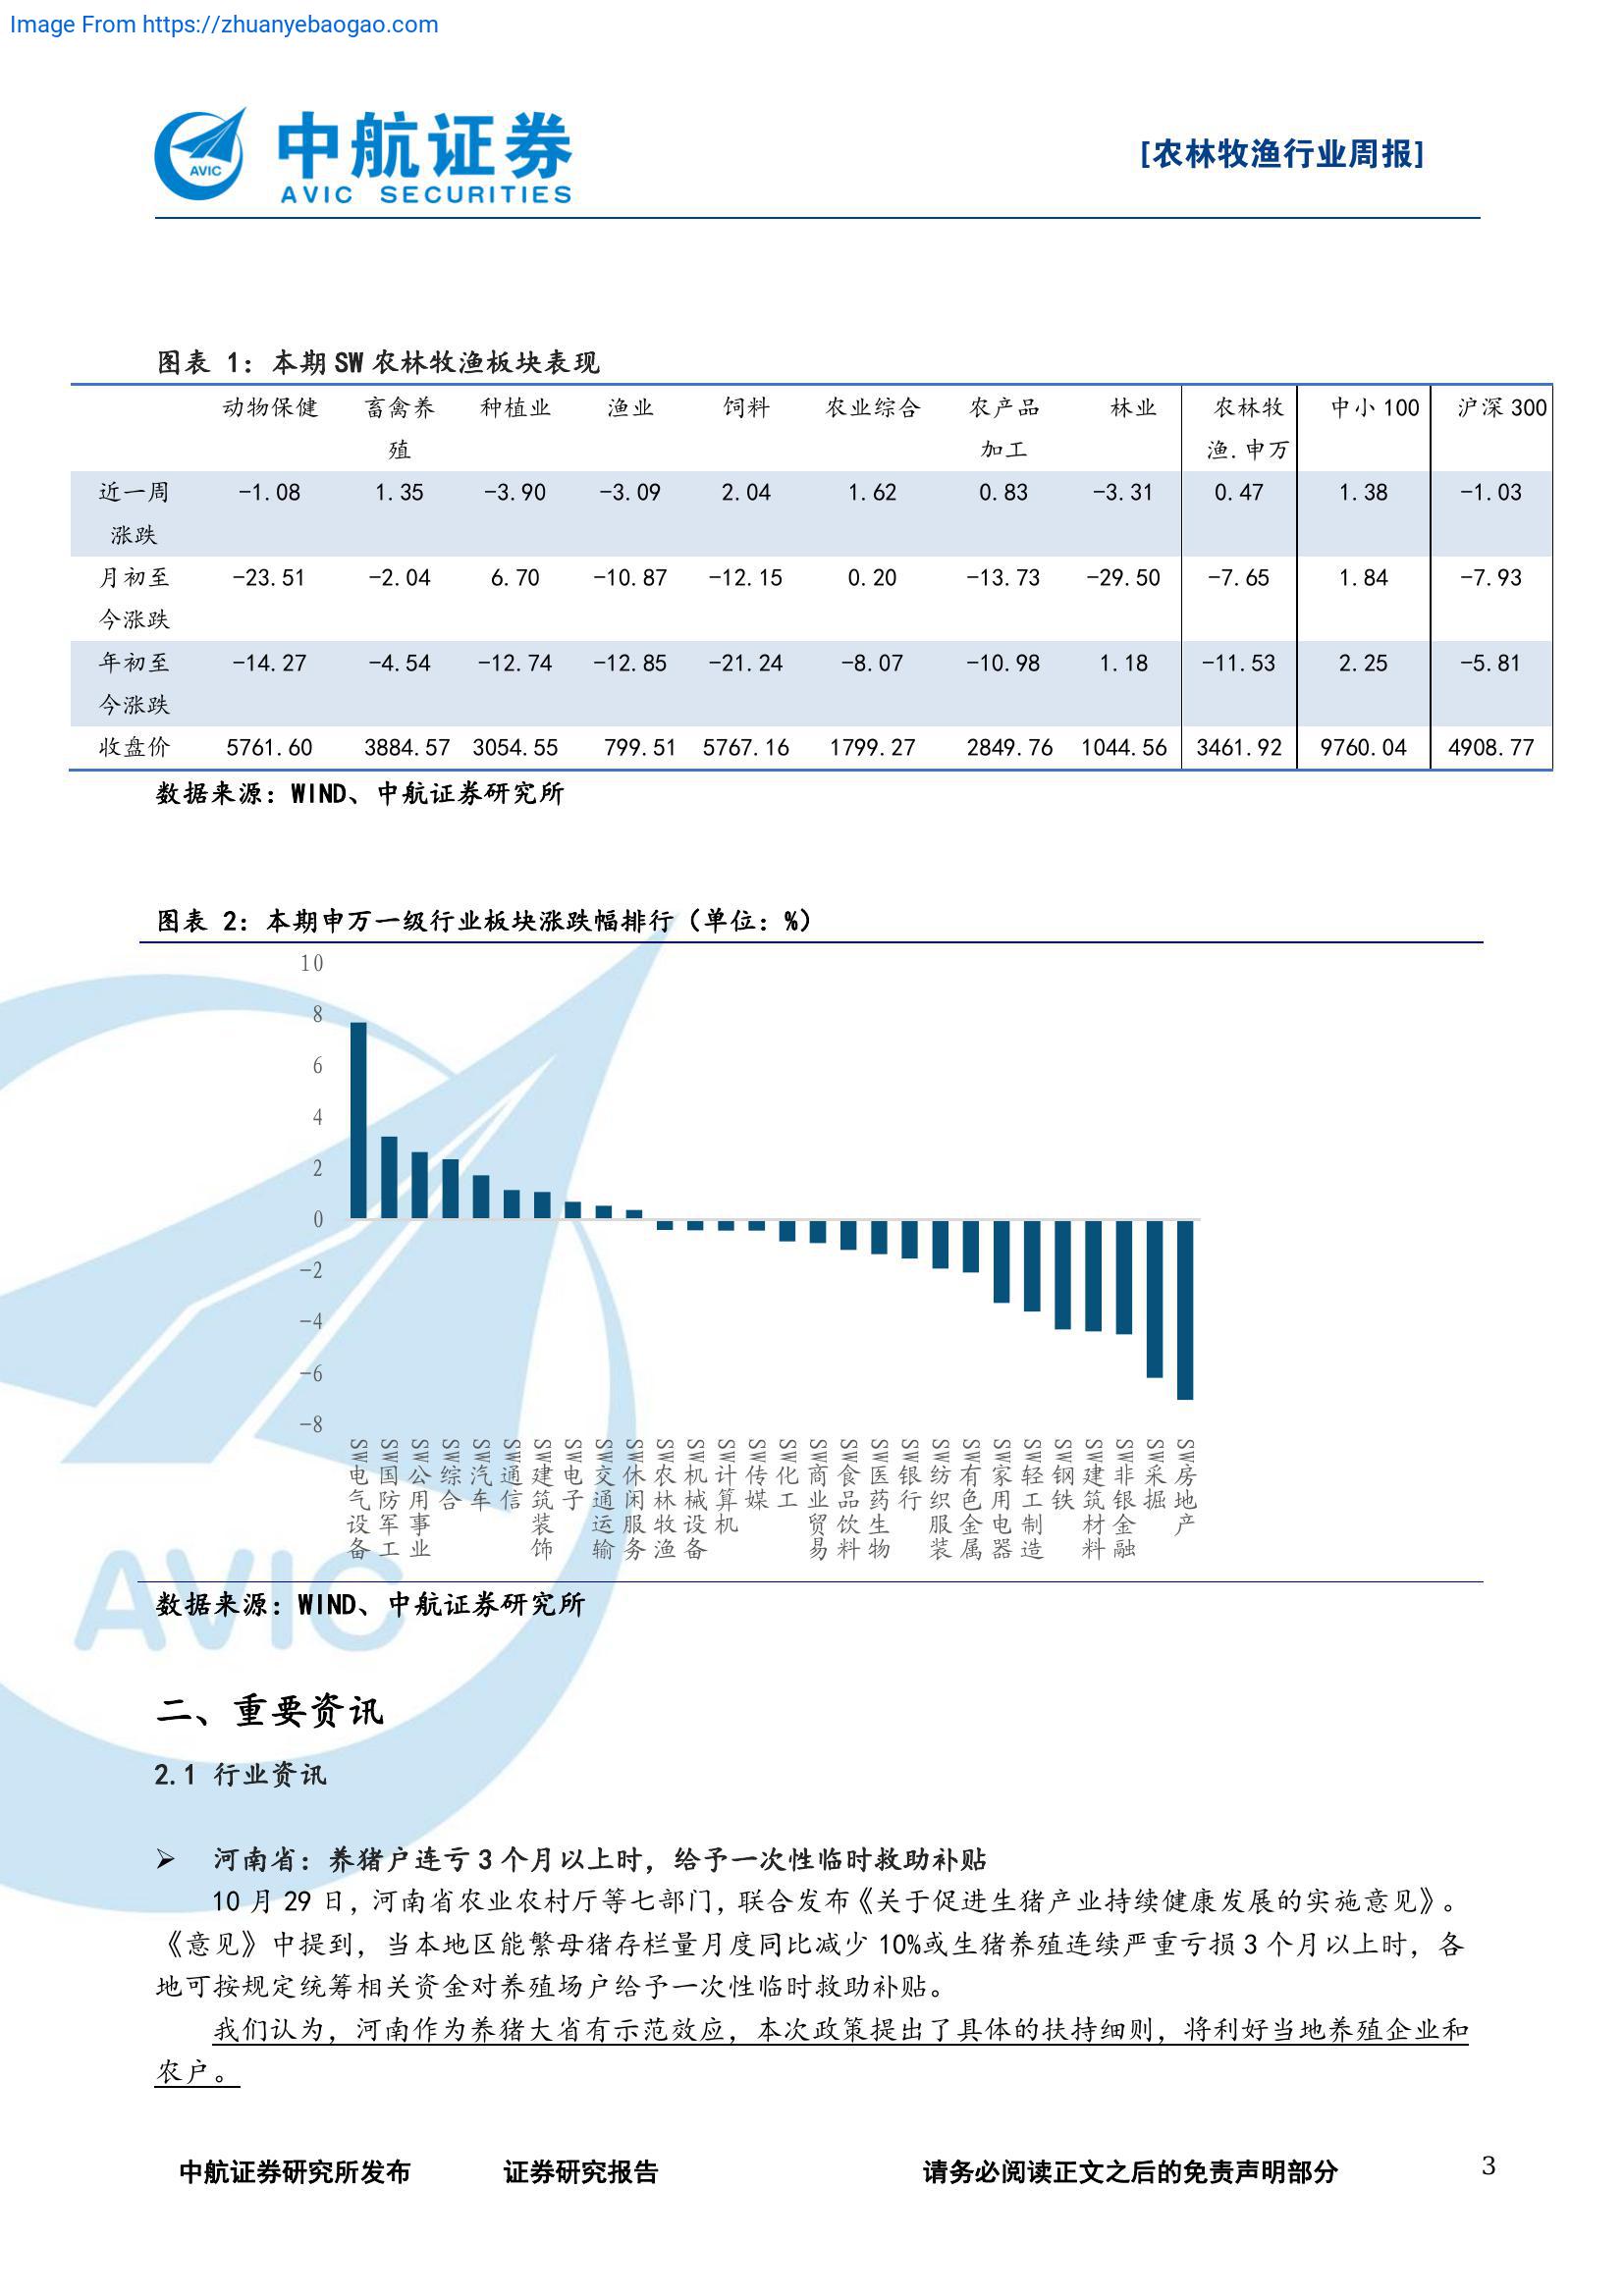 Image From https://zhuanyebaogao.com
AVIC
中航证券
AVIC SECURITIES
[农林牧渔行业周报]
图表 1：本期 SW 农林牧渔板块表现
动物保健 畜禽养殖 种植业 渔业 饲料 农业综合 农产品加工 林业 农林牧渔.申万 中小 100 沪深 300
近一周涨跌 -1.08 1.35 -3.90 -3.09 2.04 1.62 0.83 -3.31 0.47 1.38 -1.03
月初至今涨跌 -23.51 -2.04 6.70 -10.87 -12.15 0.20 -13.73 -29.50 -7.65 1.84 -7.93
年初至今涨跌 -14.27 -4.54 -12.74 -12.85 -21.24 -8.07 -10.98 1.18 -11.53 2.25 -5.81
收盘价 5761.60 3884.57 3054.55 799.51 5767.16 1799.27 2849.76 1044.56 3461.92 9760.04 4908.77
数据来源：WIND、中航证券研究所
图表 2：本期申万一级行业板块涨跌幅排行（单位：%）
10
8
6
4
2
0
-2
-4
-6
-8
SW电气设备
SW国防军工
SW公用事业
SW综合
SW汽车
SW通信
SW建筑装饰
SW电子
SW交通运输
SW休闲服务
SW农林牧渔
SW机械设备
SW计算机
SW传媒
SW化工
SW商业贸易
SW食品饮料
SW医药生物
SW银行
SW纺织服装
SW有色金属
SW家用电器
SW轻工制造
SW钢铁
SW建筑材料
SW非银金融
SW采掘
SW房地产
AVIC
数据来源：WIND、中航证券研究所
二、重要资讯
2.1 行业资讯
➢ 河南省：养猪户连亏 3 个月以上时，给予一次性临时救助补贴
10 月 29 日，河南省农业农村厅等七部门，联合发布《关于促进生猪产业持续健康发展的实施意见》。
《意见》中提到，当本地区能繁母猪存栏量月度同比减少 10%或生猪养殖连续严重亏损 3 个月以上时，各
地可按规定统筹相关资金对养殖场户给予一次性临时救助补贴。
我们认为，河南作为养猪大省有示范效应，本次政策提出了具体的扶持细则，将利好当地养殖企业和
农户。
中航证券研究所发布 证券研究报告 请务必阅读正文之后的免责声明部分 3